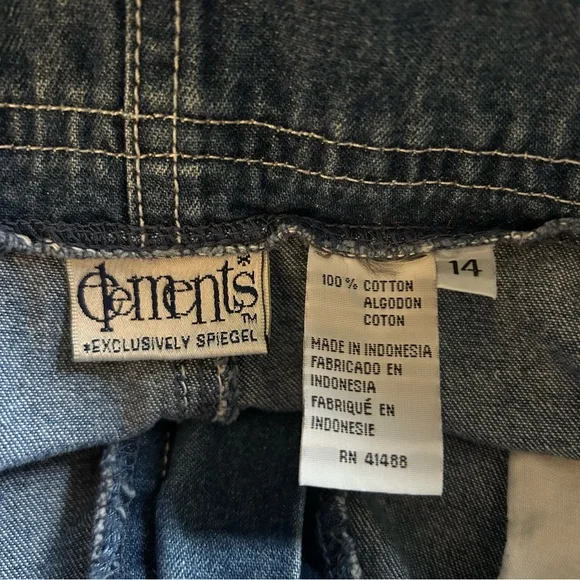 elements*
TM
*EXCLUSIVELY SPIEGEL
14
100% COTTON
ALGODON
COTON
MADE IN INDONESIA
FABRICADO EN
INDONESIA
FABRIQUÉ EN
INDONESIE
RN 41488